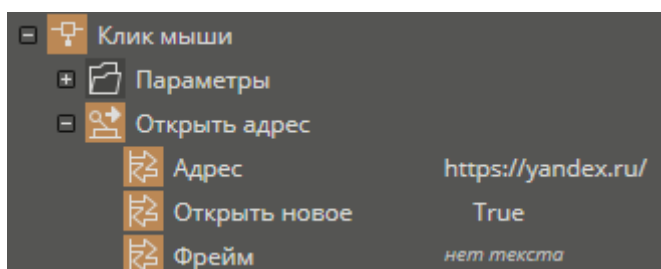 Клик мыши
Параметры
Открыть адрес
Адрес https://yandex.ru/
Открыть новое True
Фрейм нет текста